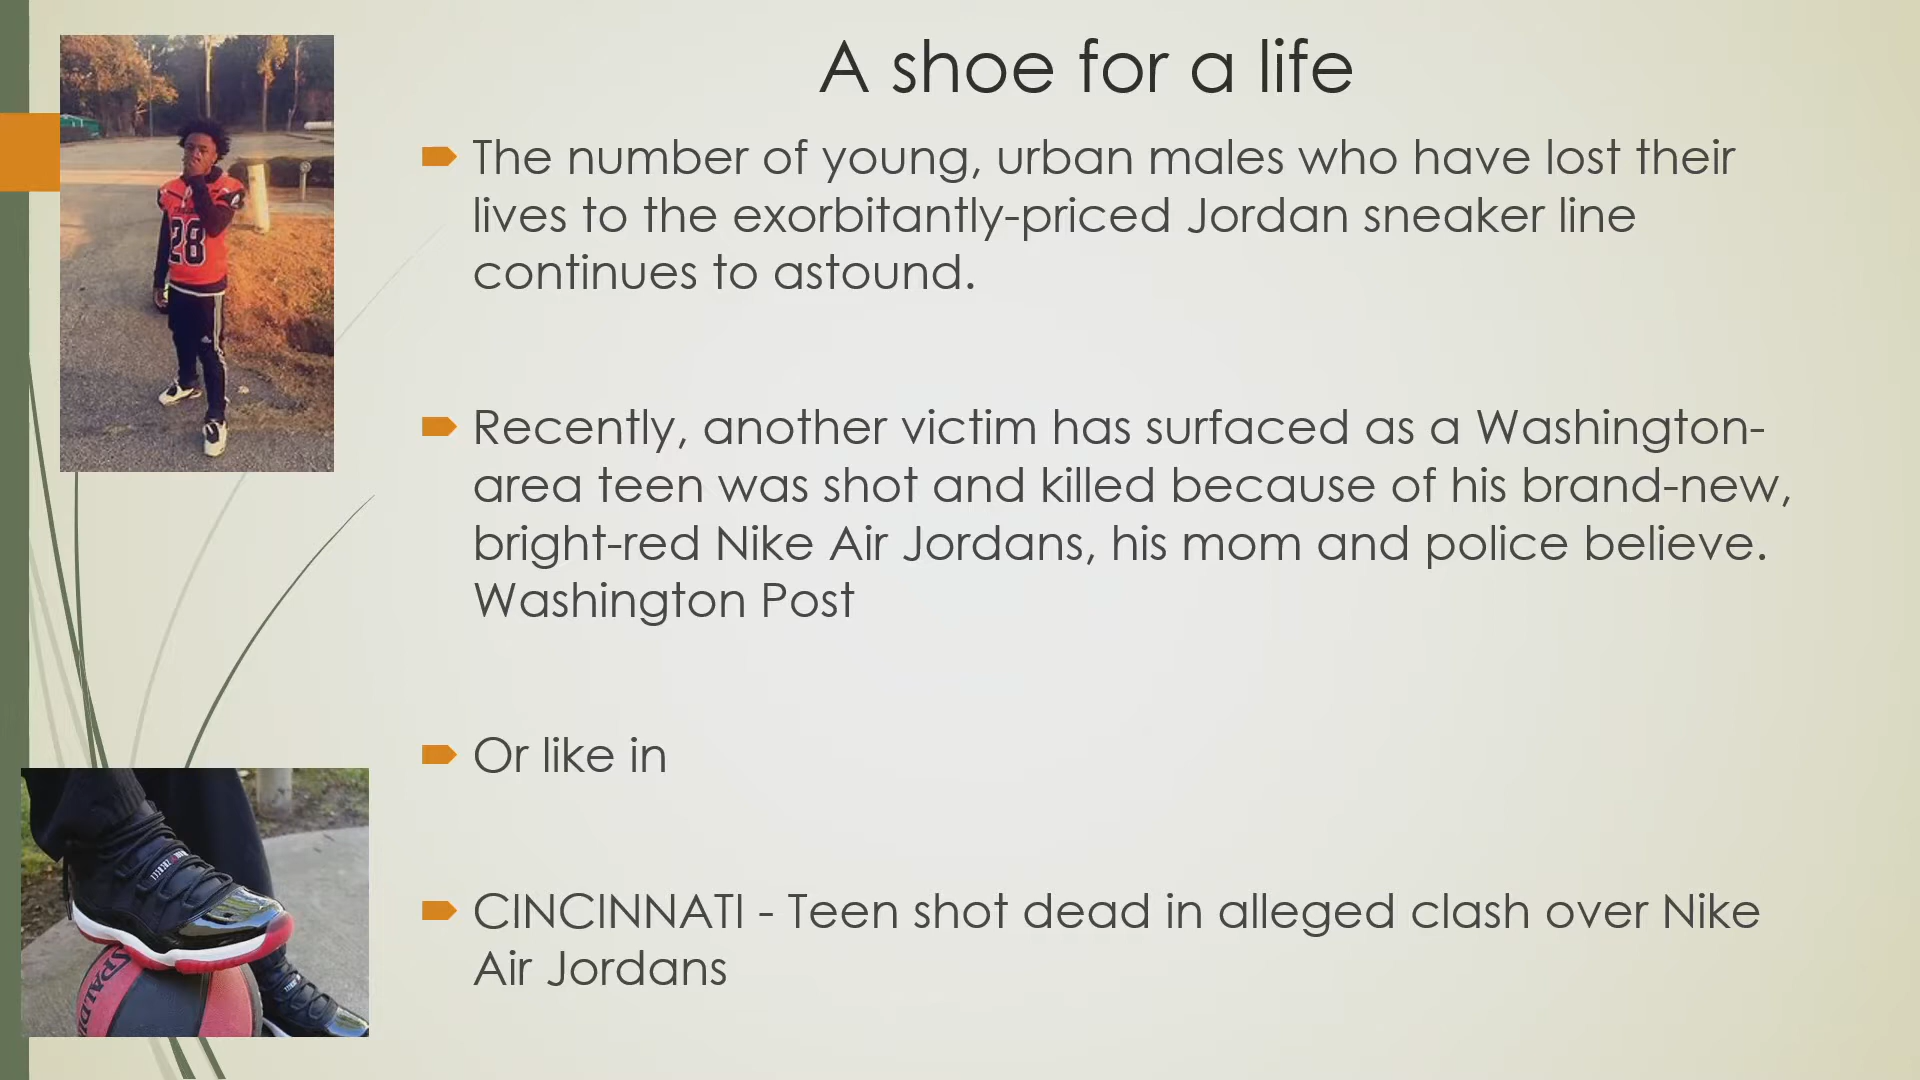 A shoe for a life
The number of young, urban males who have lost their
lives to the exorbitantly-priced Jordan sneaker line
continues to astound.
Recently, another victim has surfaced as a Washington-
area teen was shot and killed because of his brand-new,
bright-red Nike Air Jordans, his mom and police believe.
Washington Post
Or like in
CINCINNATI - Teen shot dead in alleged clash over Nike
Air Jordans
28
SPALDING